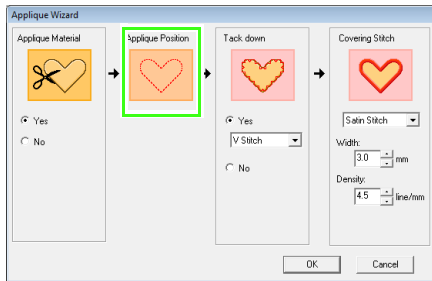 Applique Wizard
Applique Material
Applique Position
Tack down
Covering Stitch
Yes
No
Yes
V Stitch
No
Satin Stitch
Width:
3.0 mm
Density:
4.5 line/mm
OK
Cancel